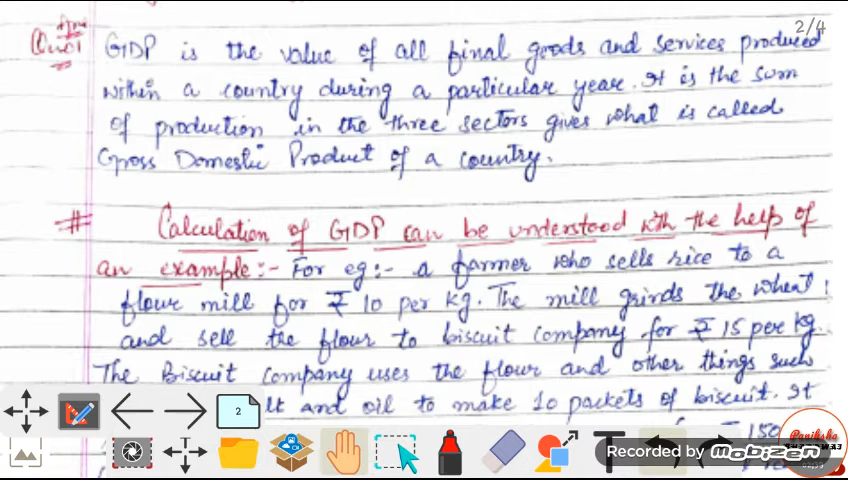 2/4
Ans
Qno1 GDP is the value of all final goods and services produced
within a country during a particular year. It is the sum
of production in the three sectors gives what is called
Gross Domestic Product of a country.
# Calculation of GDP can be understood with the help of
an example:- For eg:- a farmer who sells rice to a
flour mill for ₹ 10 per kg. The mill grinds the wheat
and sell the flour to biscuit company for ₹ 15 per kg.
The Biscuit company uses the flour and other things such
lt and oil to make 10 packets of biscuit. It
₹ 150
2
T
Recorded by
Mobizen
Paniksha